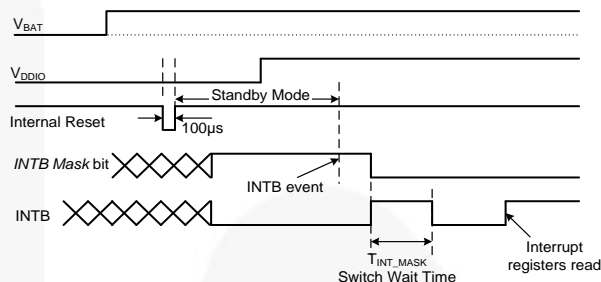 VBAT
VDDIO
Standby Mode
Internal Reset
100µs
INTB Mask bit
INTB event
INTB
TINT_MASK
Switch Wait Time
Interrupt
registers read